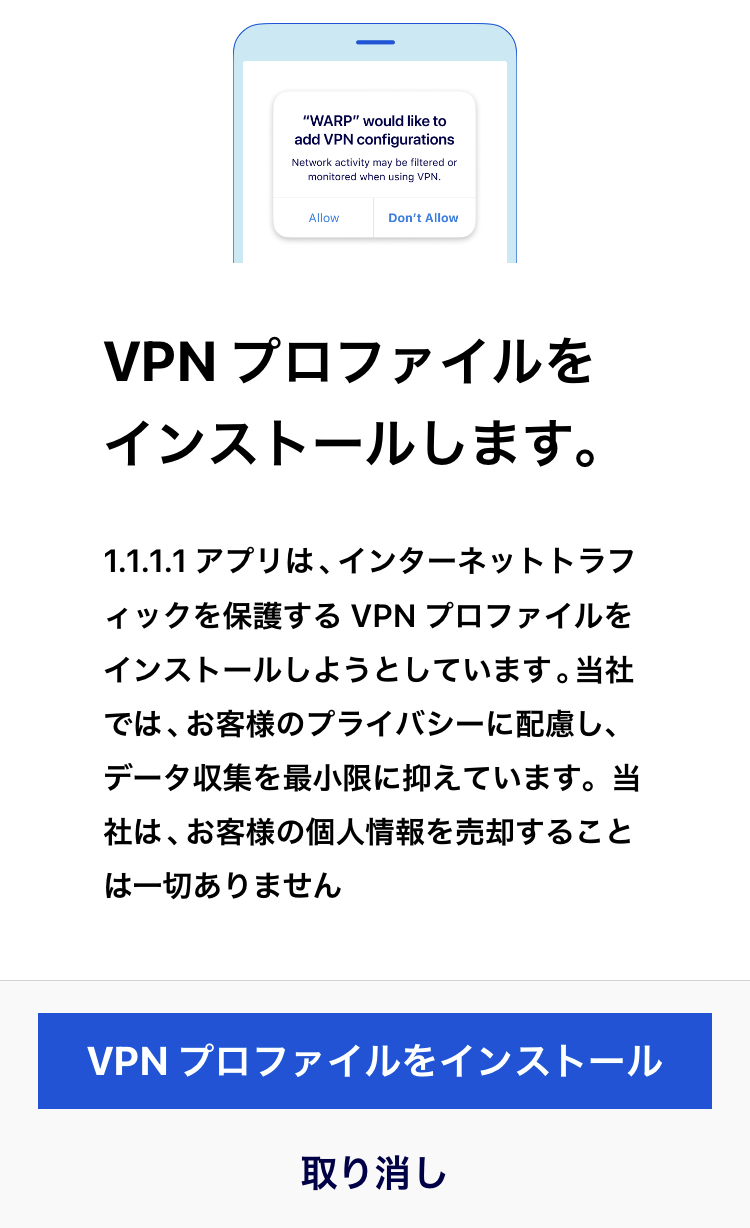 “WARP” would like to
add VPN configurations
Network activity may be filtered or
monitored when using VPN.
Allow
Don’t Allow
VPN プロファイルを
インストールします。
1.1.1.1 アプリは、インターネットトラフ
ィックを保護する VPN プロファイルを
インストールしようとしています。当社
では、お客様のプライバシーに配慮し、
データ収集を最小限に抑えています。当
社は、お客様の個人情報を売却すること
は一切ありません
VPN プロファイルをインストール
取り消し